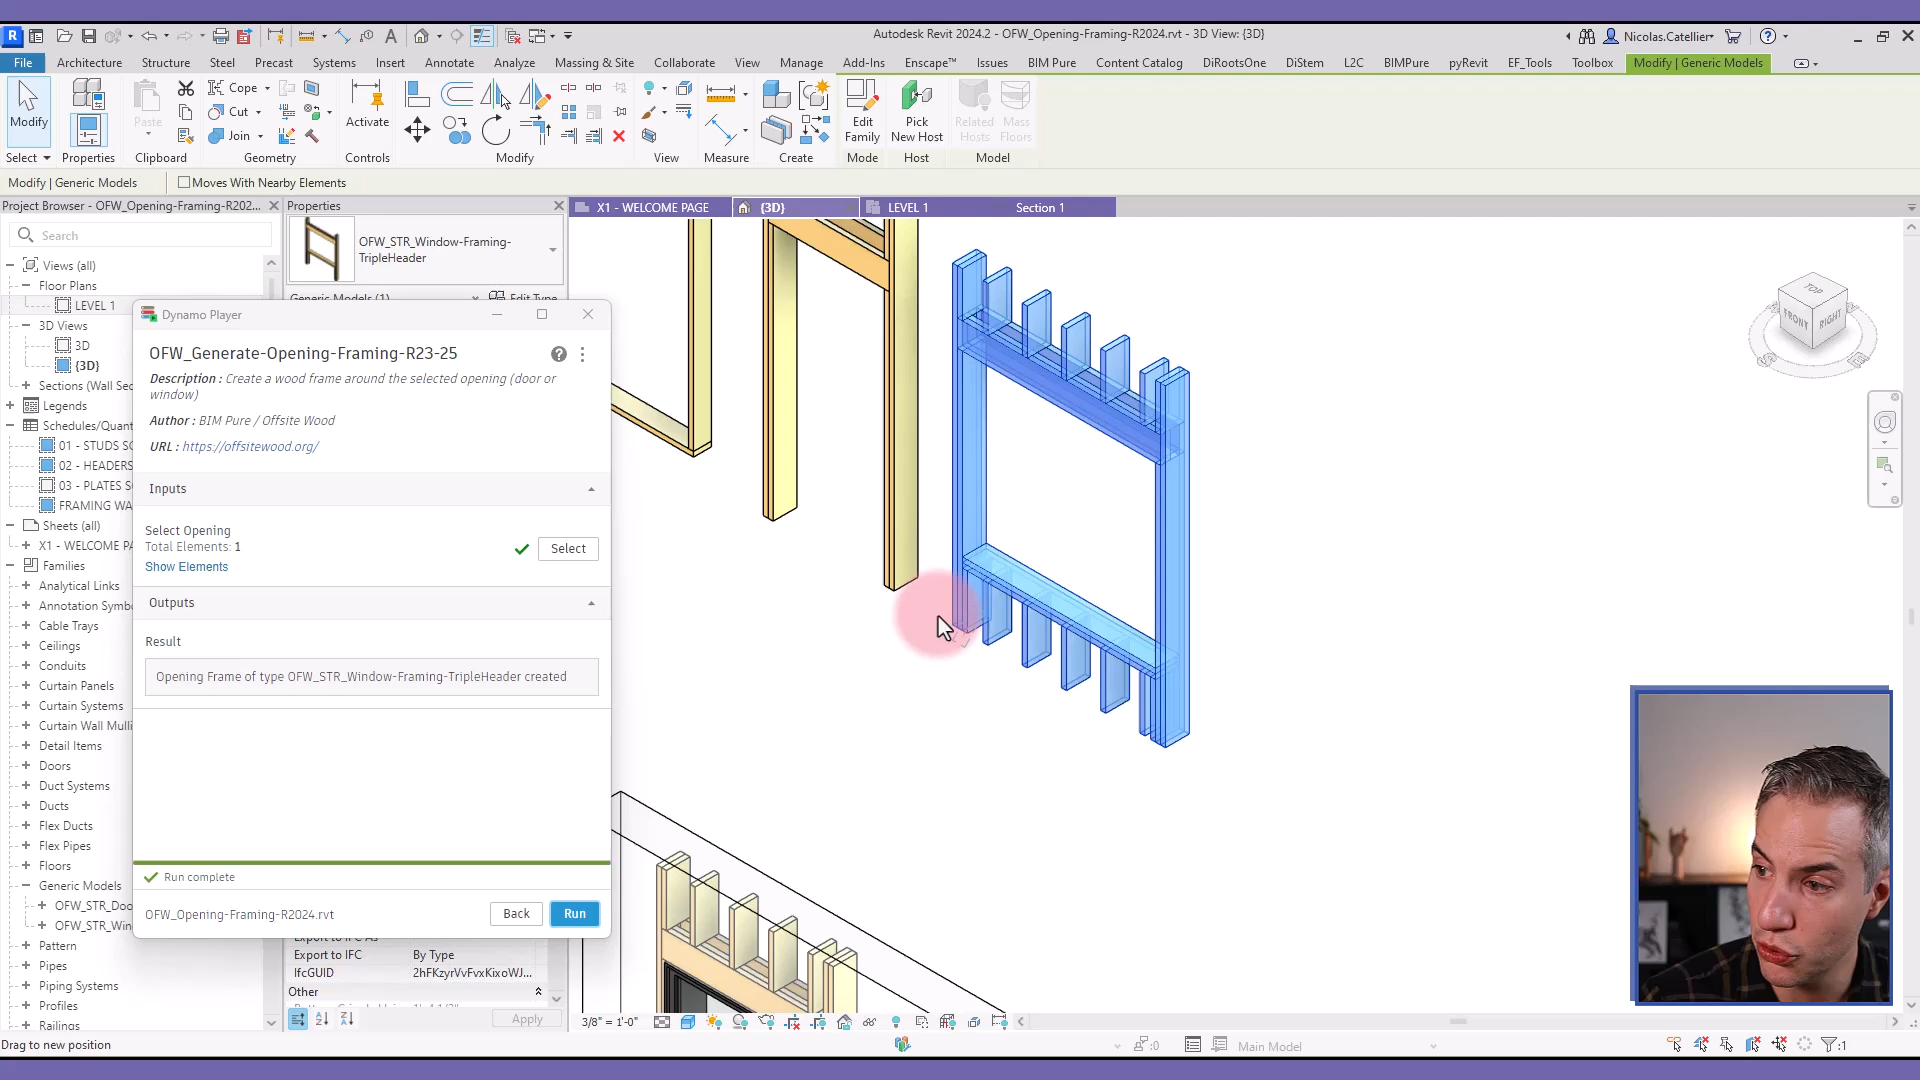 Autodesk Revit 2024.2 - OFW_Opening-Framing-R2024.rvt - 3D View: {3D}
Nicolas.Catellier
File
Architecture
Structure
Steel
Precast
Systems
Insert
Annotate
Analyze
Massing & Site
Collaborate
View
Manage
Add-Ins
Enscape™
Issues
BIM Pure
Content Catalog
DiRootsOne
DiStem
L2C
BIMPure
pyRevit
EF_Tools
Toolbox
Modify | Generic Models
Modify
Paste
Cope
Cut
Join
Activate
Edit
Family
Pick
New Host
Related
Hosts
Mass
Floors
Select
Properties
Clipboard
Geometry
Controls
Modify
View
Measure
Create
Mode
Host
Model
Modify | Generic Models
Moves With Nearby Elements
Project Browser - OFW_Opening-Framing-R202...
Properties
X1 - WELCOME PAGE
{3D}
LEVEL 1
Section 1
Search
OFW_STR_Window-Framing-
TripleHeader
Generic Models (1)
Edit Type
Views (all)
Floor Plans
LEVEL 1
3D Views
3D
{3D}
Sections (Wall Sec
Legends
Schedules/Quant
01 - STUDS SC
02 - HEADERS
03 - PLATES S
FRAMING WA
Sheets (all)
X1 - WELCOME PA
Families
Analytical Links
Annotation Symb
Cable Trays
Ceilings
Conduits
Curtain Panels
Curtain Systems
Curtain Wall Mulli
Detail Items
Doors
Duct Systems
Ducts
Flex Ducts
Flex Pipes
Floors
Generic Models
OFW_STR_Doo
OFW_STR_Win
Pattern
Pipes
Piping Systems
Profiles
Railings
Dynamo Player
OFW_Generate-Opening-Framing-R23-25
Description : Create a wood frame around the selected opening (door or
window)
Author : BIM Pure / Offsite Wood
URL : https://offsitewood.org/
Inputs
Select Opening
Total Elements: 1
Show Elements
Select
Outputs
Result
Opening Frame of type OFW_STR_Window-Framing-TripleHeader created
Run complete
OFW_Opening-Framing-R2024.rvt
Back
Run
Export to IFC As
Export to IFC
By Type
IfcGUID
2hFKzyrVvFvxKixoWJ...
Other
Apply
TOP
FRONT
RIGHT
3/8" = 1'-0"
Drag to new position
:0
Main Model
:1